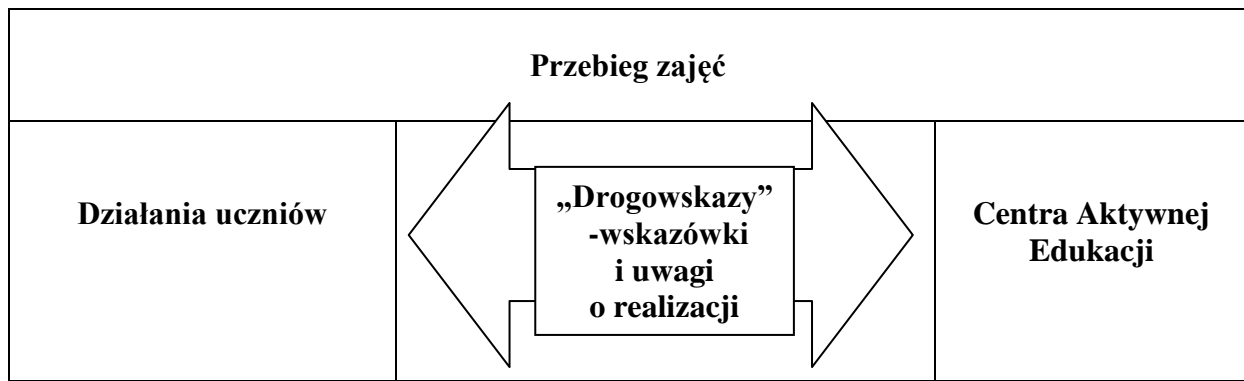 Przebieg zajęć
Działania uczniów
„Drogowskazy”
-wskazówki
i uwagi
o realizacji
Centra Aktywnej
Edukacji